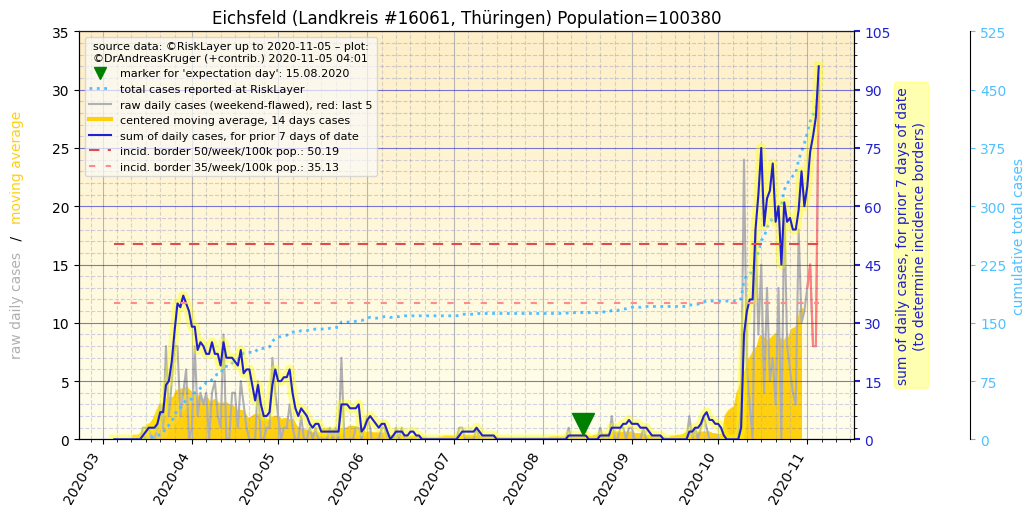 Eichsfeld (Landkreis #16061, Thüringen) Population=100380
source data: ©RiskLayer up to 2020-11-05 – plot:
©DrAndreasKruger (+contrib.) 2020-11-05 04:01
marker for 'expectation day': 15.08.2020
total cases reported at RiskLayer
raw daily cases (weekend-flawed), red: last 5
centered moving average, 14 days cases
sum of daily cases, for prior 7 days of date
incid. border 50/week/100k pop.: 50.19
incid. border 35/week/100k pop.: 35.13
raw daily cases / moving average
35
30
25
20
15
10
5
0
2020-03
2020-04
2020-05
2020-06
2020-07
2020-08
2020-09
2020-10
2020-11
105
90
75
60
45
30
15
0
sum of daily cases, for prior 7 days of date
(to determine incidence borders)
525
450
375
300
225
150
75
0
cumulative total cases